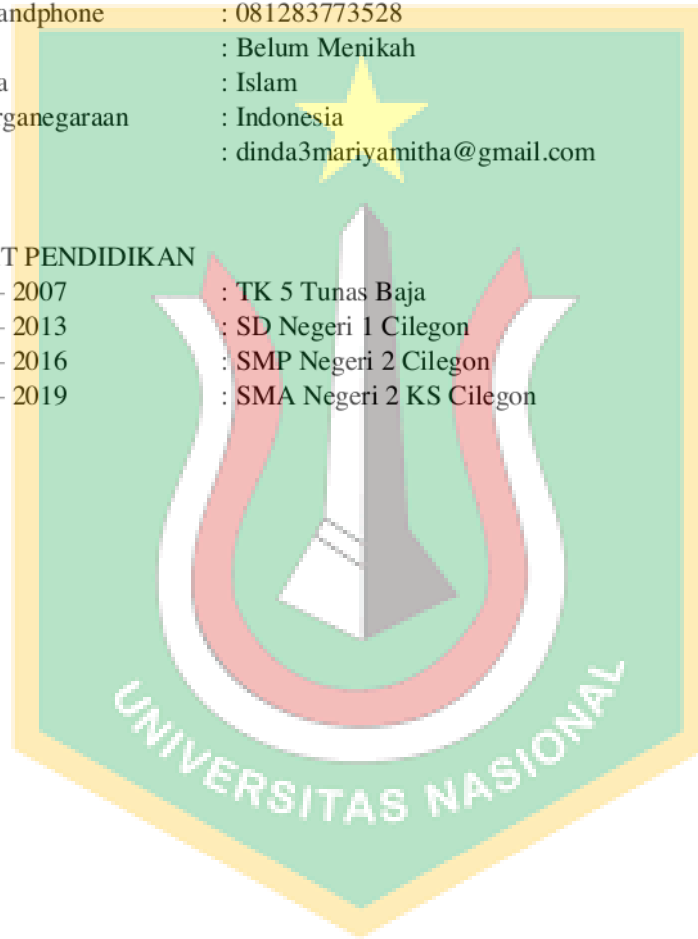 andphone : 081283773528
: Belum Menikah
a : Islam
rganegaraan : Indonesia
: dinda3mariyamitha@gmail.com
T PENDIDIKAN
– 2007 : TK 5 Tunas Baja
– 2013 : SD Negeri 1 Cilegon
– 2016 : SMP Negeri 2 Cilegon
– 2019 : SMA Negeri 2 KS Cilegon
UNIVERSITAS NASIONAL